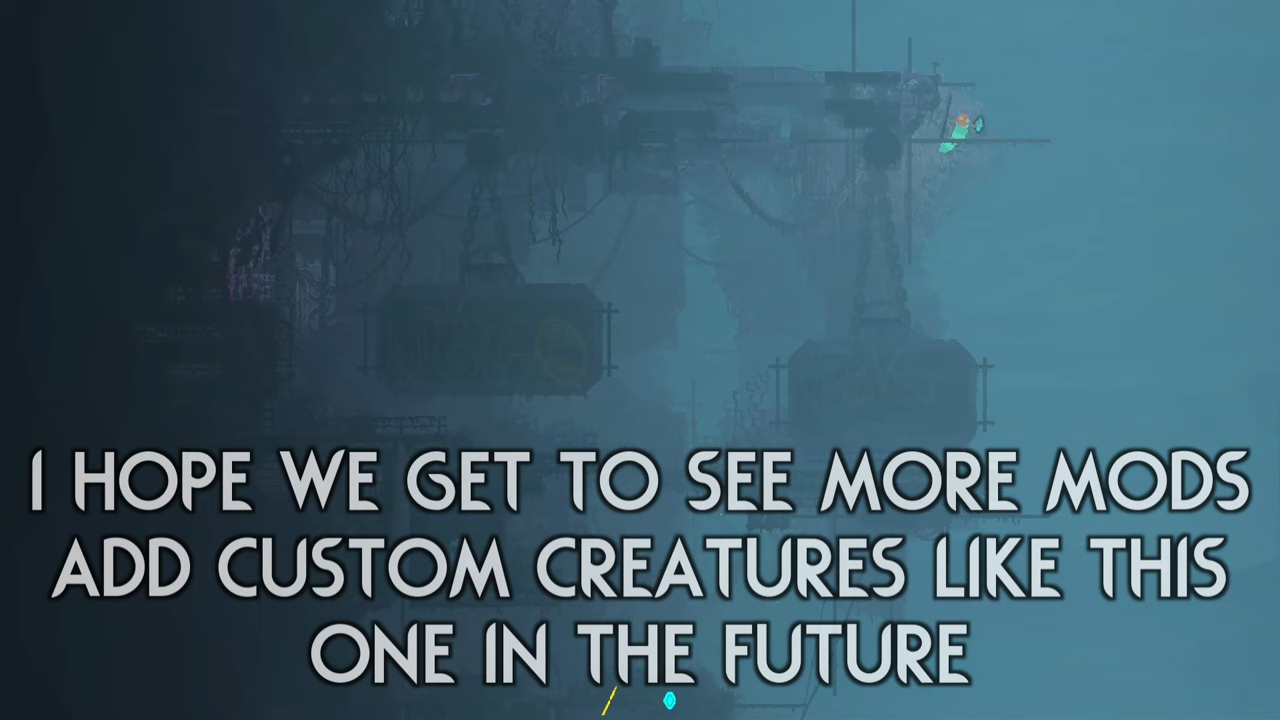 I HOPE WE GET TO SEE MORE MODS
ADD CUSTOM CREATURES LIKE THIS
ONE IN THE FUTURE